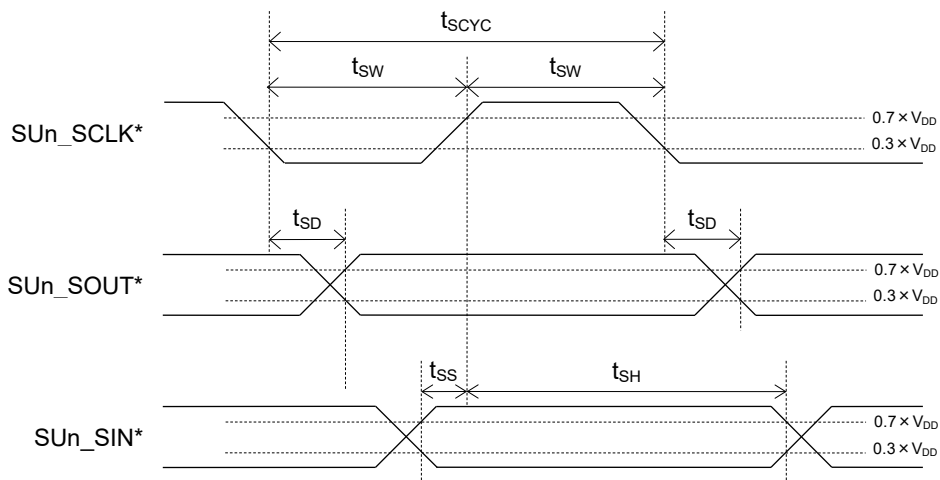 tSCYC
tSW tSW
SUn_SCLK*
0.7 × VDD
0.3 × VDD
tSD tSD
SUn_SOUT*
0.7 × VDD
0.3 × VDD
tSS tSH
SUn_SIN*
0.7 × VDD
0.3 × VDD